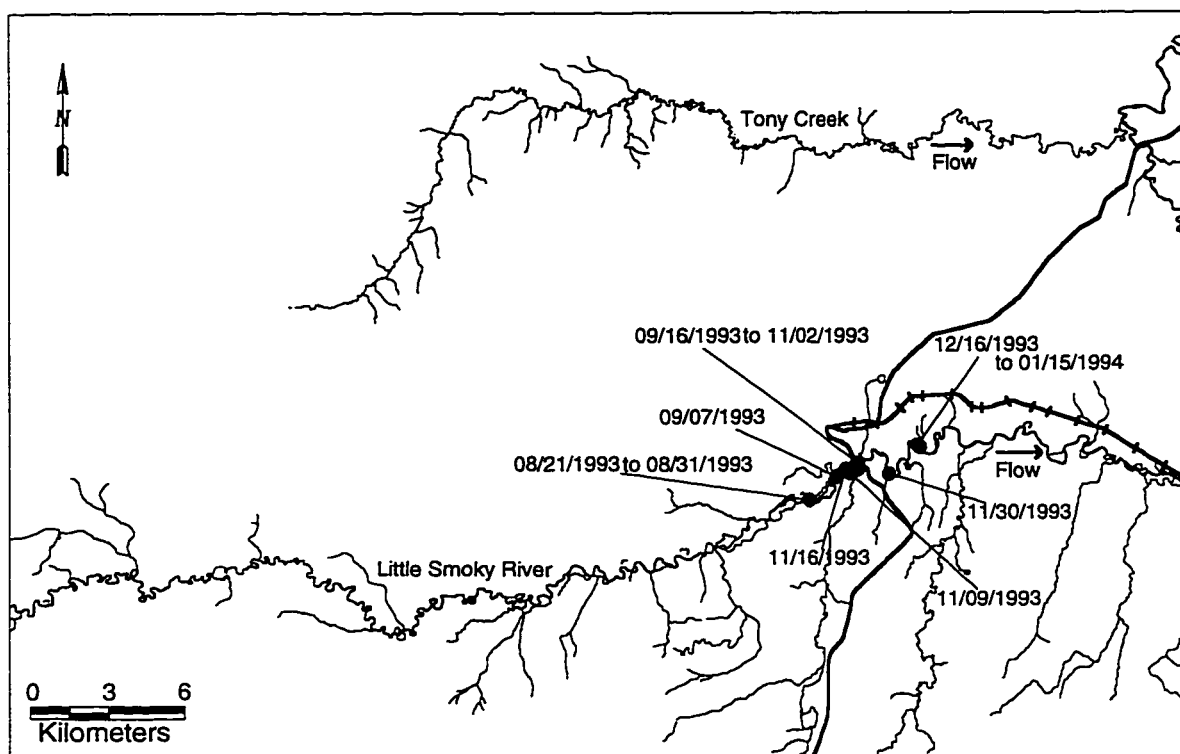 N
Tony Creek
Flow
09/16/1993 to 11/02/1993
12/16/1993
to 01/15/1994
09/07/1993
08/21/1993 to 08/31/1993
Flow
11/30/1993
11/16/1993
Little Smoky River
11/09/1993
0 3 6
Kilometers